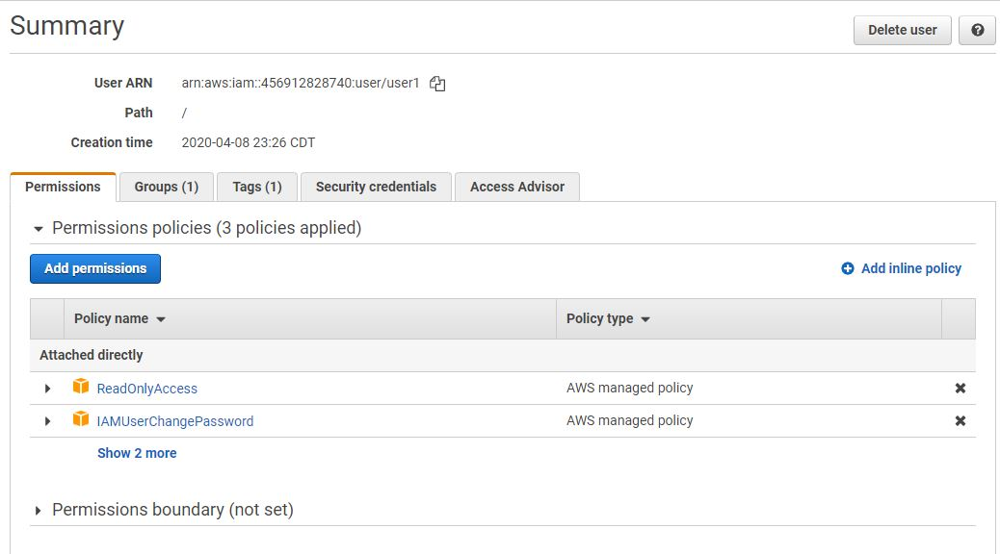 Summary
Delete user
User ARN arn:aws:iam::456912828740:user/user1
Path /
Creation time 2020-04-08 23:26 CDT
Permissions Groups (1) Tags (1) Security credentials Access Advisor
Permissions policies (3 policies applied)
Add permissions Add inline policy
Policy name Policy type
Attached directly
ReadOnlyAccess AWS managed policy
IAMUserChangePassword AWS managed policy
Show 2 more
Permissions boundary (not set)